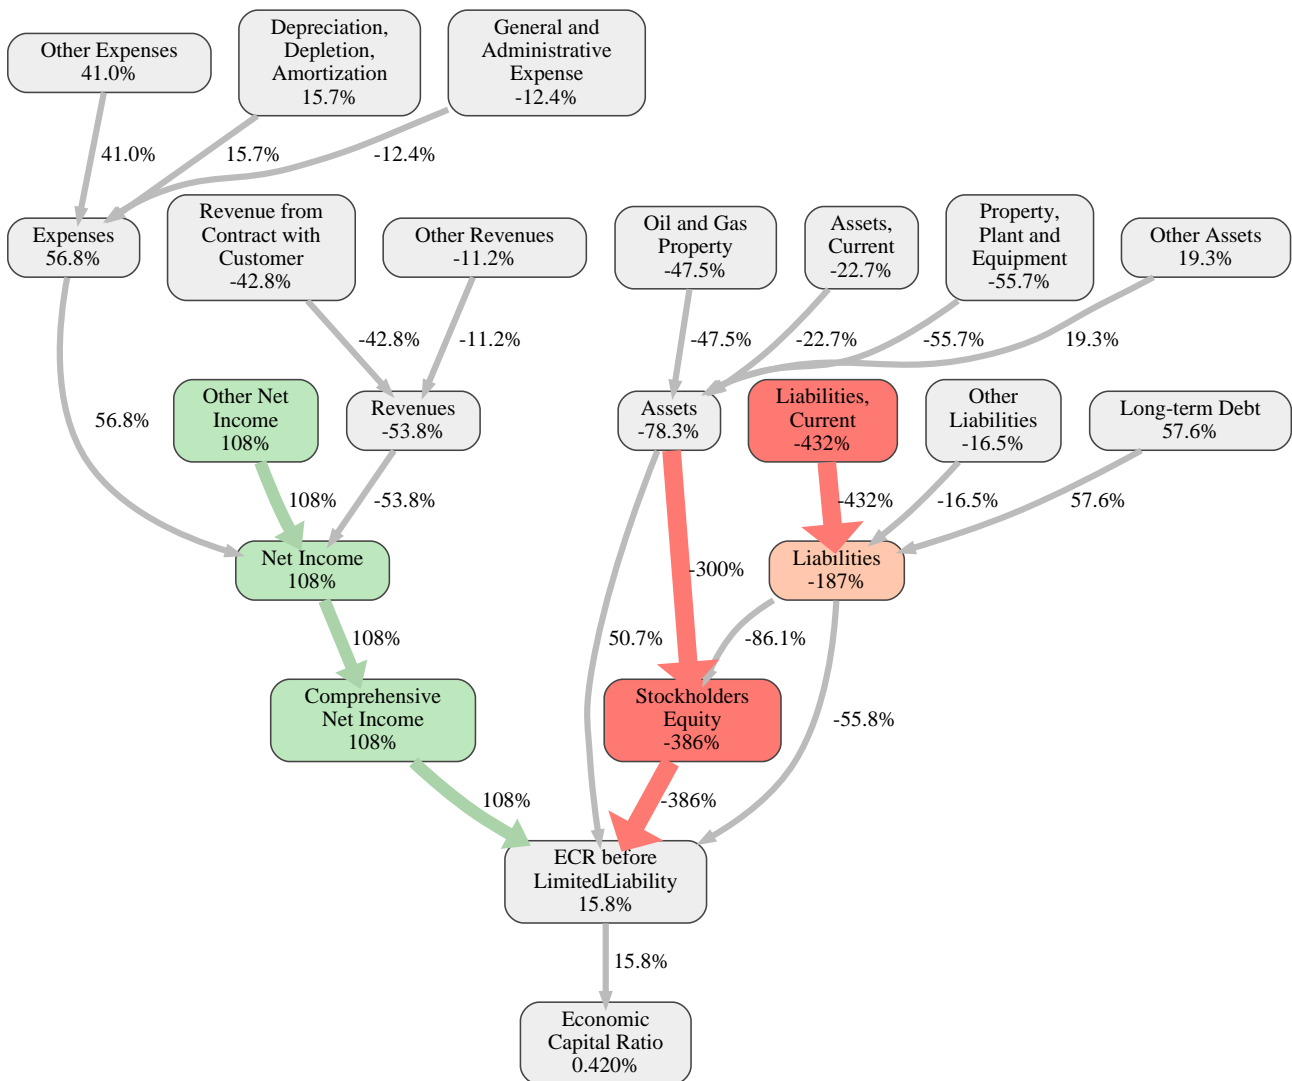 Other Expenses
41.0%
Depreciation,
Depletion,
Amortization
15.7%
General and
Administrative
Expense
-12.4%
41.0%
15.7%
-12.4%
Expenses
56.8%
Revenue from
Contract with
Customer
-42.8%
Other Revenues
-11.2%
Oil and Gas
Property
-47.5%
Assets,
Current
-22.7%
Property,
Plant and
Equipment
-55.7%
Other Assets
19.3%
-42.8%
-11.2%
-47.5%
-22.7%
-55.7%
19.3%
56.8%
Other Net
Income
108%
Revenues
-53.8%
Assets
-78.3%
Liabilities,
Current
-432%
Other
Liabilities
-16.5%
Long-term Debt
57.6%
108%
-53.8%
-432%
-16.5%
57.6%
Net Income
108%
-300%
Liabilities
-187%
108%
50.7%
-86.1%
Comprehensive
Net Income
108%
Stockholders
Equity
-386%
-55.8%
108%
-386%
ECR before
LimitedLiability
15.8%
15.8%
Economic
Capital Ratio
0.420%